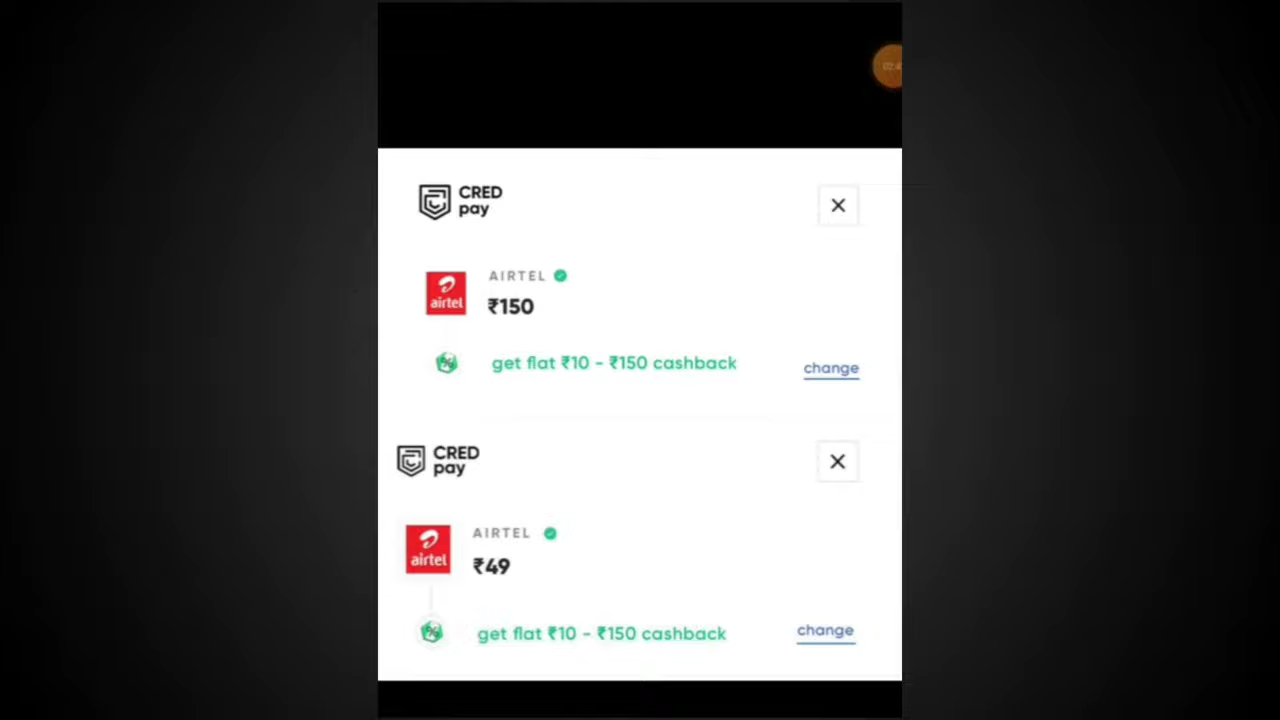 CRED
pay
AIRTEL
airtel
₹150
get flat ₹10 - ₹150 cashback
change
CRED
pay
AIRTEL
airtel
₹49
get flat ₹10 - ₹150 cashback
change